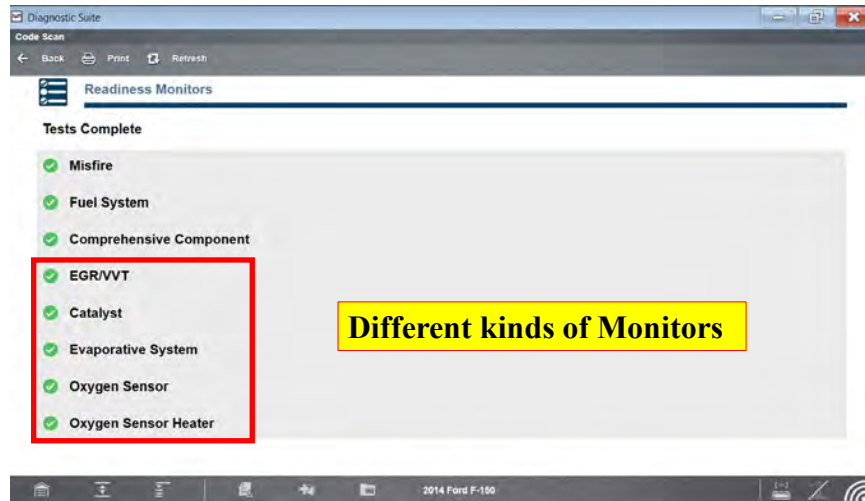 Diagnostic Suite
Code Scan
Back Print Refresh
Readiness Monitors
Tests Complete
Misfire
Fuel System
Comprehensive Component
EGR/VVT
Catalyst
Different kinds of Monitors
Evaporative System
Oxygen Sensor
Oxygen Sensor Heater
2014 Ford F-150